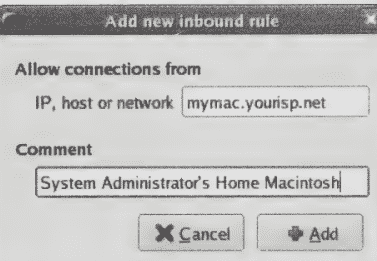 Add new inbound rule
Allow connections from
IP, host or network mymac.yourisp.net
Comment
System Administrator's Home Macintosh
Cancel Add